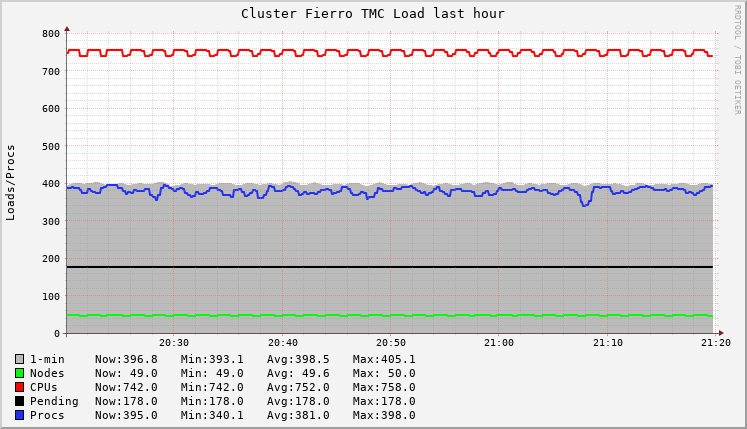 Cluster Fierro TMC Load last hour
RRDTOOL / TOBI OETIKER
Loads/Procs
800
700
600
500
400
300
200
100
0
20:30 20:40 20:50 21:00 21:10 21:20
1-min Now:396.8 Min:393.1 Avg:398.5 Max:405.1
Nodes Now: 49.0 Min: 49.0 Avg: 49.6 Max: 50.0
CPUs Now:742.0 Min:742.0 Avg:752.0 Max:758.0
Pending Now:178.0 Min:178.0 Avg:178.0 Max:178.0
Procs Now:395.0 Min:340.1 Avg:381.0 Max:398.0